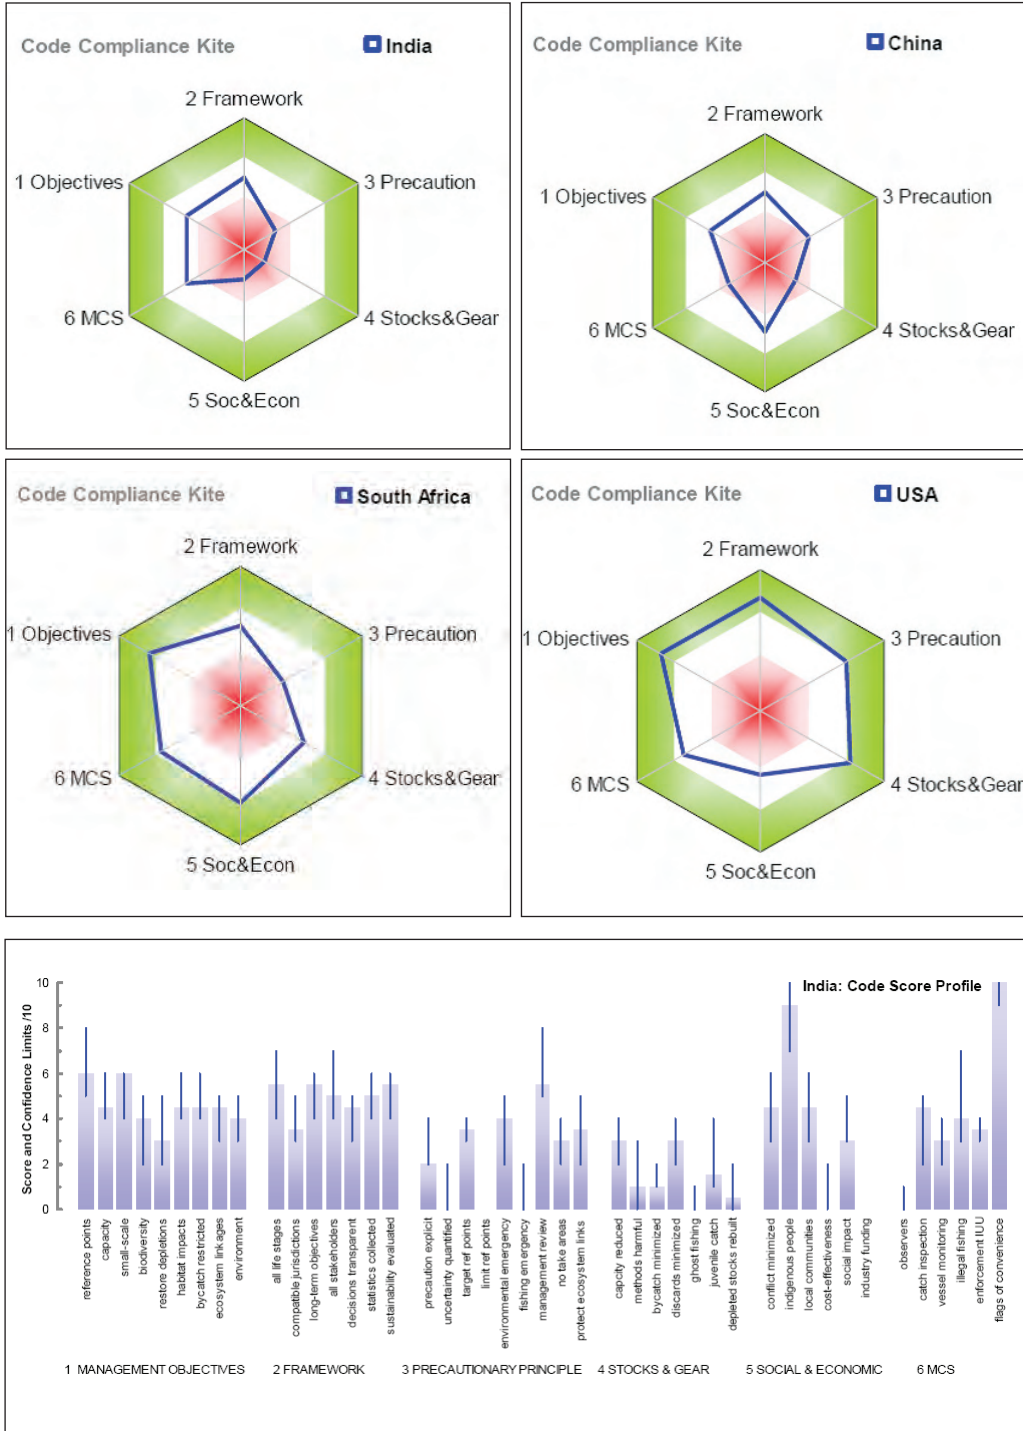 Code Compliance Kite
India
2 Framework
1 Objectives
3 Precaution
6 MCS
4 Stocks&Gear
5 Soc&Econ
Code Compliance Kite
China
2 Framework
1 Objectives
3 Precaution
6 MCS
4 Stocks&Gear
5 Soc&Econ
Code Compliance Kite
South Africa
2 Framework
1 Objectives
3 Precaution
6 MCS
4 Stocks&Gear
5 Soc&Econ
Code Compliance Kite
USA
2 Framework
1 Objectives
3 Precaution
6 MCS
4 Stocks&Gear
5 Soc&Econ
India: Code Score Profile
Score and Confidence Limits /10
10
8
6
4
2
0
reference points
capacity
small-scale
biodiversity
restore depletions
habitat impacts
bycatch restricted
ecosystem linkages
environment
all life stages
compatible jurisdiction
long-term objectives
all stakeholders
decisions transparent
statistics collected
sustainability evaluated
precaution explicit
uncertainty quantified
target ref points
limit ref points
environmental emergency
fishing emergency
management review
no take areas
protect ecosystem links
capcity reduced
methods harmful
bycatch minimized
discards minimized
ghost fishing
juvenile catch
depleted stocks rebuilt
conflict minimized
indigenous people
local communities
cost-effectiveness
social impact
industry funding
observers
catch inspection
vessel monitoring
illegal fishing
enforcement IUU
flags of convenience
1 MANAGEMENT OBJECTIVES
2 FRAMEWORK
3 PRECAUTIONARY PRINCIPLE
4 STOCKS & GEAR
5 SOCIAL & ECONOMIC
6 MCS